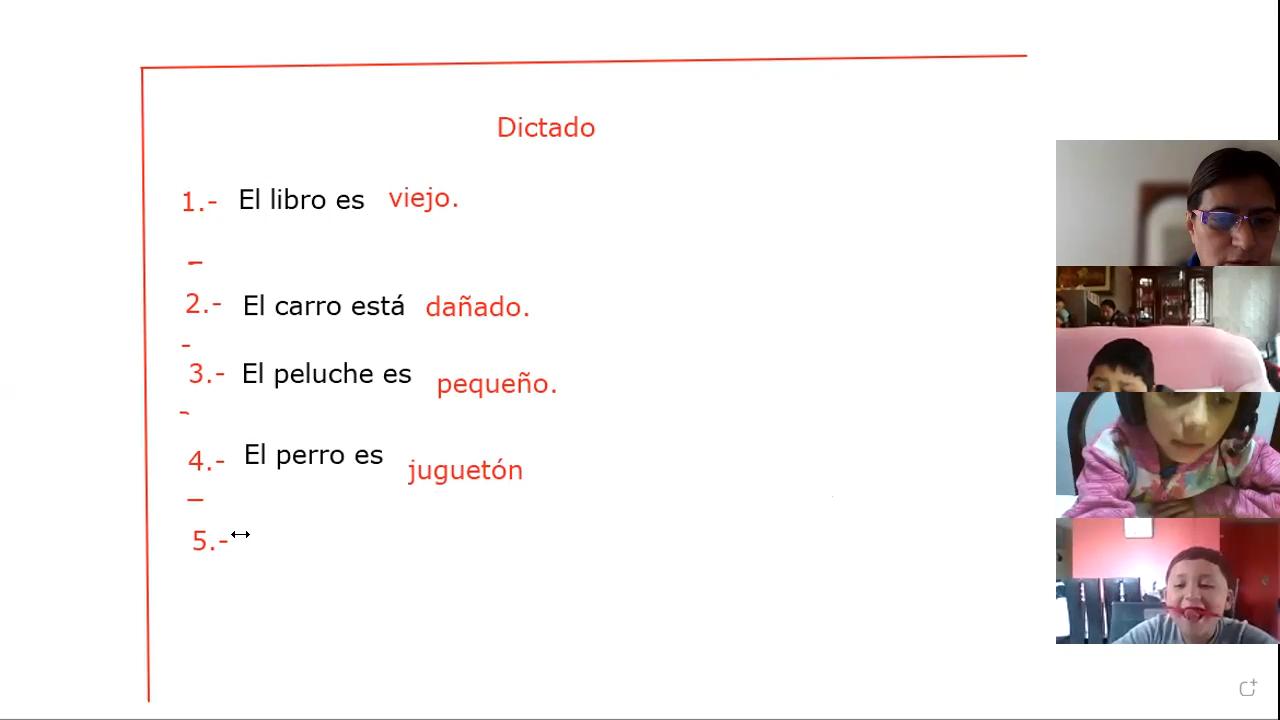 Dictado
1.- El libro es viejo.
2.- El carro está dañado.
3.- El peluche es pequeño.
4.- El perro es juguetón
5.-